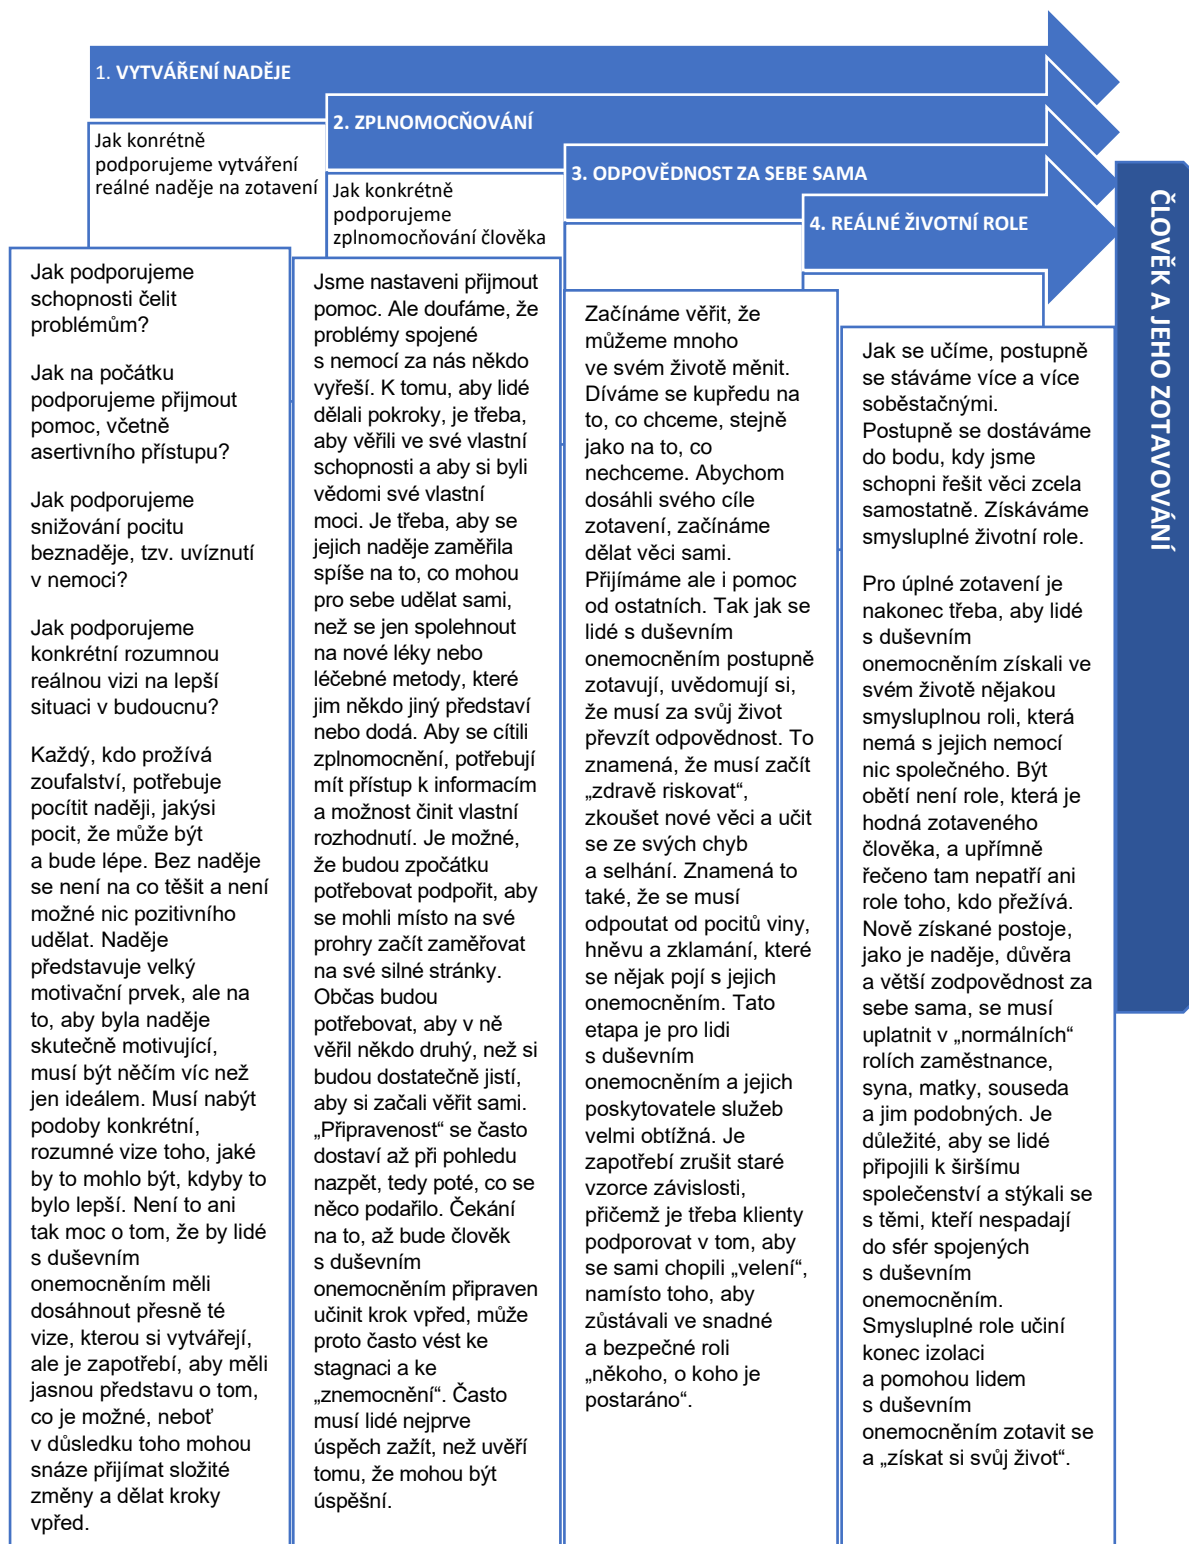 1. VYTVÁŘENÍ NADĚJE
Jak konrétně
podporujeme vytváření
reálné naděje na zotavení
2. ZPLNOMOCŇOVÁNÍ
Jak konkrétně
podporujeme
zplnomocňování člověka
3. ODPOVĚDNOST ZA SEBE SAMA
4. REÁLNÉ ŽIVOTNÍ ROLE
ČLOVĚK A JEHO ZOTAVOVÁNÍ
Jak podporujeme
schopnosti čelit
problémům?
Jak na počátku
podporujeme přijmout
pomoc, včetně
asertivního přístupu?
Jak podporujeme
snižování pocitu
beznaděje, tzv. uvíznutí
v nemoci?
Jak podporujeme
konkrétní rozumnou
reálnou vizi na lepší
situaci v budoucnu?
Každý, kdo prožívá
zoufalství, potřebuje
pocítit naději, jakýsi
pocit, že může být
a bude lépe. Bez naděje
se není na co těšit a není
možné nic pozitivního
udělat. Naděje
představuje velký
motivační prvek, ale na
to, aby byla naděje
skutečně motivující,
musí být něčím víc než
jen ideálem. Musí nabýt
podoby konkrétní,
rozumné vize toho, jaké
by to mohlo být, kdyby to
bylo lepší. Není to ani
tak moc o tom, že by lidé
s duševním
onemocněním měli
dosáhnout přesně té
vize, kterou si vytvářejí,
ale je zapotřebí, aby měli
jasnou představu o tom,
co je možné, neboť
v důsledku toho mohou
snáze přijímat složité
změny a dělat kroky
vpřed.
Jsme nastaveni přijmout
pomoc. Ale doufáme, že
problémy spojené
s nemocí za nás někdo
vyřeší. K tomu, aby lidé
dělali pokroky, je třeba,
aby věřili ve své vlastní
schopnosti a aby si byli
vědomi své vlastní
moci. Je třeba, aby se
jejich naděje zaměřila
spíše na to, co mohou
pro sebe udělat sami,
než se jen spolehnout
na nové léky nebo
léčebné metody, které
jim někdo jiný představí
nebo dodá. Aby se cítili
zplnomocnění, potřebují
mít přístup k informacím
a možnost činit vlastní
rozhodnutí. Je možné,
že budou zpočátku
potřebovat podpořit, aby
se mohli místo na své
prohry začít zaměřovat
na své silné stránky.
Občas budou
potřebovat, aby v ně
věřil někdo druhý, než si
budou dostatečně jistí,
aby si začali věřit sami.
„Připravenost“ se často
dostaví až při pohledu
nazpět, tedy poté, co se
něco podařilo. Čekání
na to, až bude člověk
s duševním
onemocněním připraven
učinit krok vpřed, může
proto často vést ke
stagnaci a ke
„znemocnění“. Často
musí lidé nejprve
úspěch zažít, než uvěří
tomu, že mohou být
úspěšní.
Začínáme věřit, že
můžeme mnoho
ve svém životě měnit.
Díváme se kupředu na
to, co chceme, stejně
jako na to, co
nechceme. Abychom
dosáhli svého cíle
zotavení, začínáme
dělat věci sami.
Přijímáme ale i pomoc
od ostatních. Tak jak se
lidé s duševním
onemocněním postupně
zotavují, uvědomují si,
že musí za svůj život
převzít odpovědnost. To
znamená, že musí začít
„zdravě riskovat“,
zkoušet nové věci a učit
se ze svých chyb
a selhání. Znamená to
také, že se musí
odpoutat od pocitů viny,
hněvu a zklamání, které
se nějak pojí s jejich
onemocněním. Tato
etapa je pro lidi
s duševním
onemocněním a jejich
poskytovatele služeb
velmi obtížná. Je
zapotřebí zrušit staré
vzorce závislosti,
přičemž je třeba klienty
podporovat v tom, aby
se sami chopili „velení“,
namísto toho, aby
zůstávali ve snadné
a bezpečné roli
„někoho, o koho je
postaráno“.
Jak se učíme, postupně
se stáváme více a více
soběstačnými.
Postupně se dostáváme
do bodu, kdy jsme
schopni řešit věci zcela
samostatně. Získáváme
smysluplné životní role.
Pro úplné zotavení je
nakonec třeba, aby lidé
s duševním
onemocněním získali ve
svém životě nějakou
smysluplnou roli, která
nemá s jejich nemocí
nic společného. Být
obětí není role, která je
hodná zotaveného
člověka, a upřímně
řečeno tam nepatří ani
role toho, kdo přežívá.
Nově získané postoje,
jako je naděje, důvěra
a větší zodpovědnost za
sebe sama, se musí
uplatnit v „normálních“
rolích zaměstnance,
syna, matky, souseda
a jim podobných. Je
důležité, aby se lidé
připojili k širšímu
společenství a stýkali se
s těmi, kteří nespadají
do sfér spojených
s duševním
onemocněním.
Smysluplné role učiní
konec izolaci
a pomohou lidem
s duševním
onemocněním zotavit se
a „získat si svůj život“.